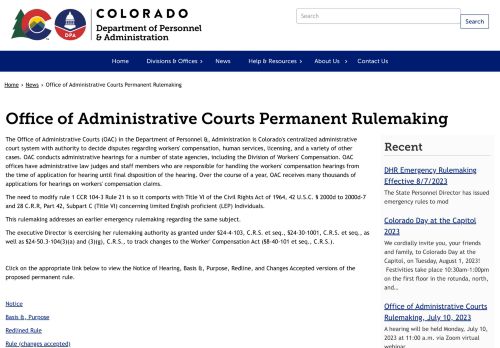 COLORADO
Department of Personnel
& Administration
DPA
Search
Search
Home
Divisions & Offices
News
Help & Resources
About Us
Contact Us
Home › News › Office of Administrative Courts Permanent Rulemaking
Office of Administrative Courts Permanent Rulemaking
The Office of Administrative Courts (OAC) in the Department of Personnel &, Administration is Colorado's centralized administrative
court system with authority to decide disputes regarding workers' compensation, human services, licensing, and a variety of other
cases. OAC conducts administrative hearings for a number of state agencies, including the Division of Workers' Compensation. OAC
offices have administrative law judges and staff members who are responsible for handling the workers' compensation hearings from
the time of application for hearing until final disposition of the hearing. Over the course of a year, OAC receives many thousands of
applications for hearings on workers' compensation claims.
The need to modify rule 1 CCR 104-3 Rule 21 is so it comports with Title VI of the Civil Rights Act of 1964, 42 U.S.C. § 2000d to 2000d-7
and 28 C.R.R, Part 42, Subpart C (Title VI) concerning limited English proficient (LEP) individuals.
This rulemaking addresses an earlier emergency rulemaking regarding the same subject.
The executive Director is exercising her rulemaking authority as granted under §24-4-103, C.R.S. et seq., §24-30-1001, C.R.S. et seq., as
well as §24-50.3-104(3)(a) and (3)(g), C.R.S., to track changes to the Worker' Compensation Act (§8-40-101 et seq., C.R.S.).
Click on the appropriate link below to view the Notice of Hearing, Basis &, Purpose, Redline, and Changes Accepted versions of the
proposed permanent rule.
Notice
Basis &, Purpose
Redlined Rule
Rule (changes accepted)
Recent
DHR Emergency Rulemaking
Effective 8/7/2023
The State Personnel Director has issued
emergency rules to mod
Colorado Day at the Capitol
2023
We cordially invite you, your friends
and family, to Colorado Day at the
Capitol, on Tuesday, August 1, 2023!
Festivities take place 10:30am-1:00pm
on the first floor in the rotunda, north
and...
Office of Administrative Courts
Rulemaking, July 10, 2023
A hearing will be held Monday, July 10,
2023 at 11:00 a.m. via Zoom virtual
webinar